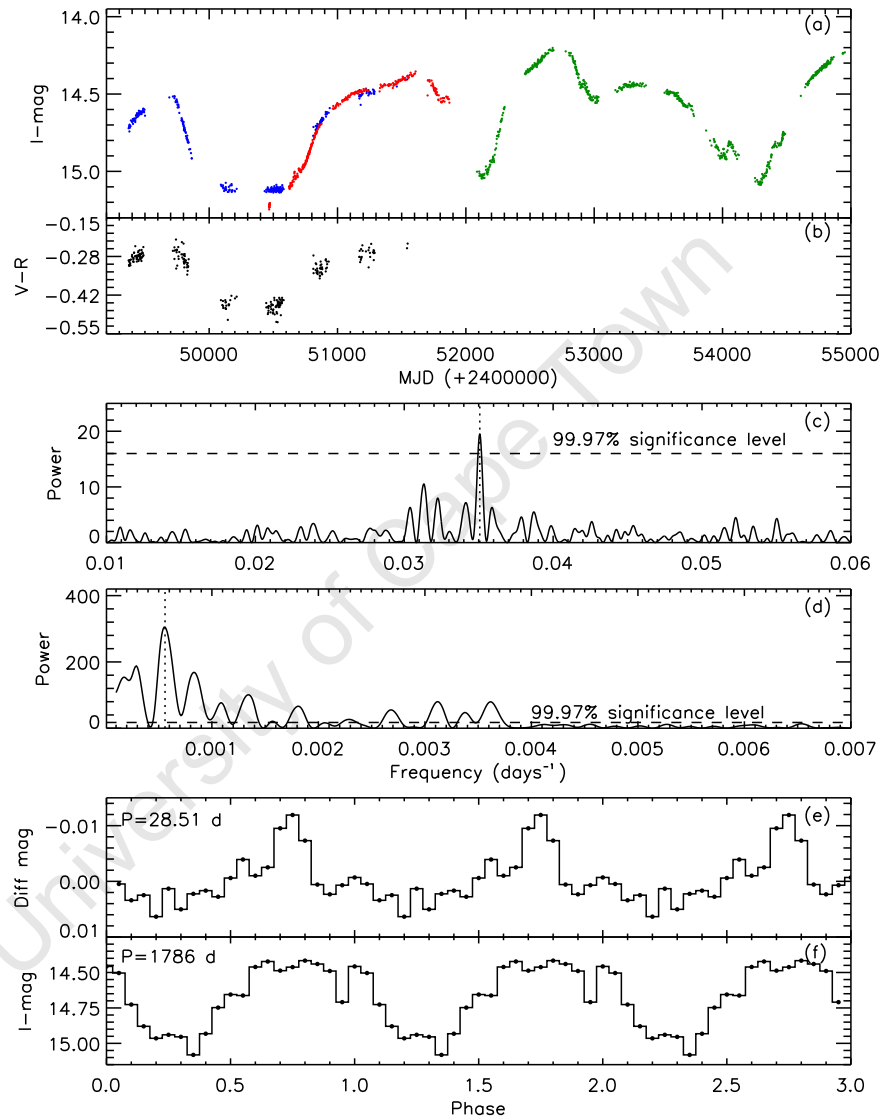 14.0
14.5
15.0
I-mag
(a)
-0.15
-0.28
-0.42
-0.55
V-R
(b)
50000 51000 52000 53000 54000 55000
MJD (+2400000)
20
10
0
Power
99.97% significance level
(c)
0.01 0.02 0.03 0.04 0.05 0.06
400
200
0
Power
99.97% significance level
(d)
0.001 0.002 0.003 0.004 0.005 0.006 0.007
Frequency (days⁻¹)
-0.01
0.00
0.01
Diff mag
P=28.51 d
(e)
14.50
14.75
15.00
I-mag
P=1786 d
(f)
0.0 0.5 1.0 1.5 2.0 2.5 3.0
Phase
University of Cape Town